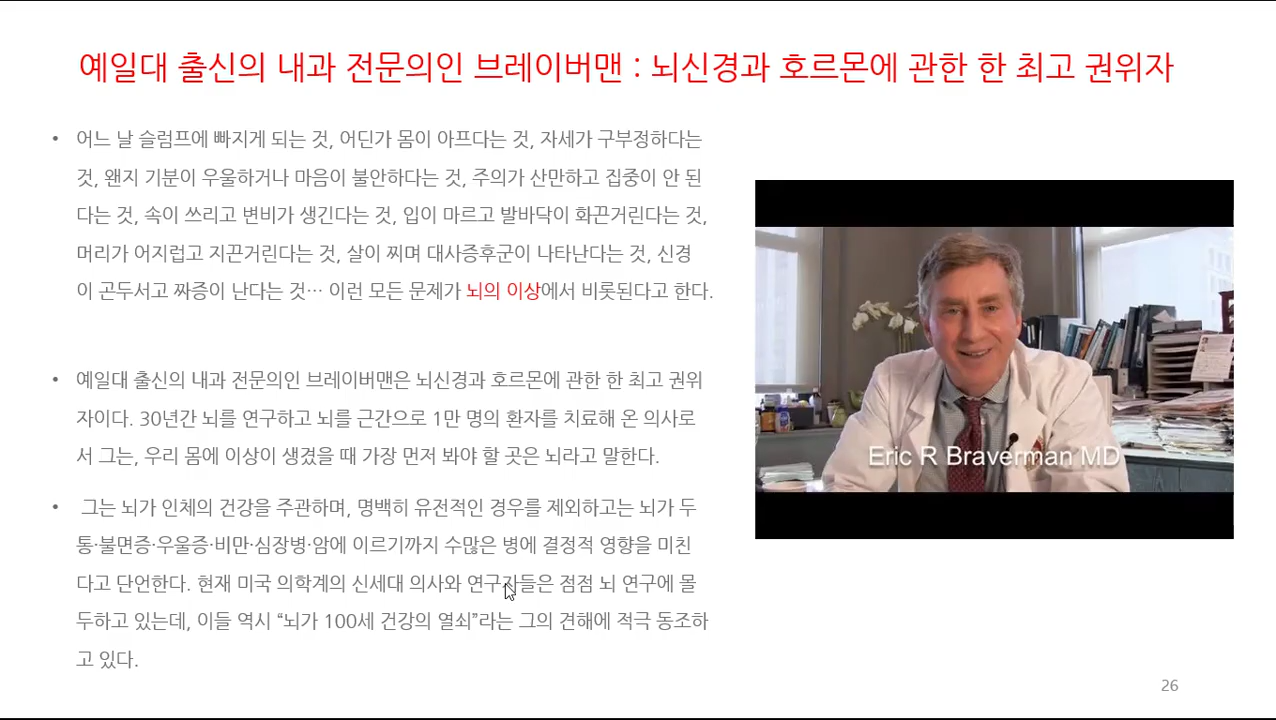 예일대 출신의 내과 전문의인 브레이버맨 : 뇌신경과 호르몬에 관한 한 최고 권위자
• 어느 날 슬럼프에 빠지게 되는 것, 어딘가 몸이 아프다는 것, 자세가 구부정하다는
것, 왠지 기분이 우울하거나 마음이 불안하다는 것, 주의가 산만하고 집중이 안 된
다는 것, 속이 쓰리고 변비가 생긴다는 것, 입이 마르고 발바닥이 화끈거린다는 것,
머리가 어지럽고 지끈거린다는 것, 살이 찌며 대사증후군이 나타난다는 것, 신경
이 곤두서고 짜증이 난다는 것… 이런 모든 문제가 뇌의 이상에서 비롯된다고 한다.
• 예일대 출신의 내과 전문의인 브레이버맨은 뇌신경과 호르몬에 관한 한 최고 권위
자이다. 30년간 뇌를 연구하고 뇌를 근간으로 1만 명의 환자를 치료해 온 의사로
서 그는, 우리 몸에 이상이 생겼을 때 가장 먼저 봐야 할 곳은 뇌라고 말한다.
• 그는 뇌가 인체의 건강을 주관하며, 명백히 유전적인 경우를 제외하고는 뇌가 두
통·불면증·우울증·비만·심장병·암에 이르기까지 수많은 병에 결정적 영향을 미친
다고 단언한다. 현재 미국 의학계의 신세대 의사와 연구자들은 점점 뇌 연구에 몰
두하고 있는데, 이들 역시 “뇌가 100세 건강의 열쇠”라는 그의 견해에 적극 동조하
고 있다.
Eric R Braverman MD
26